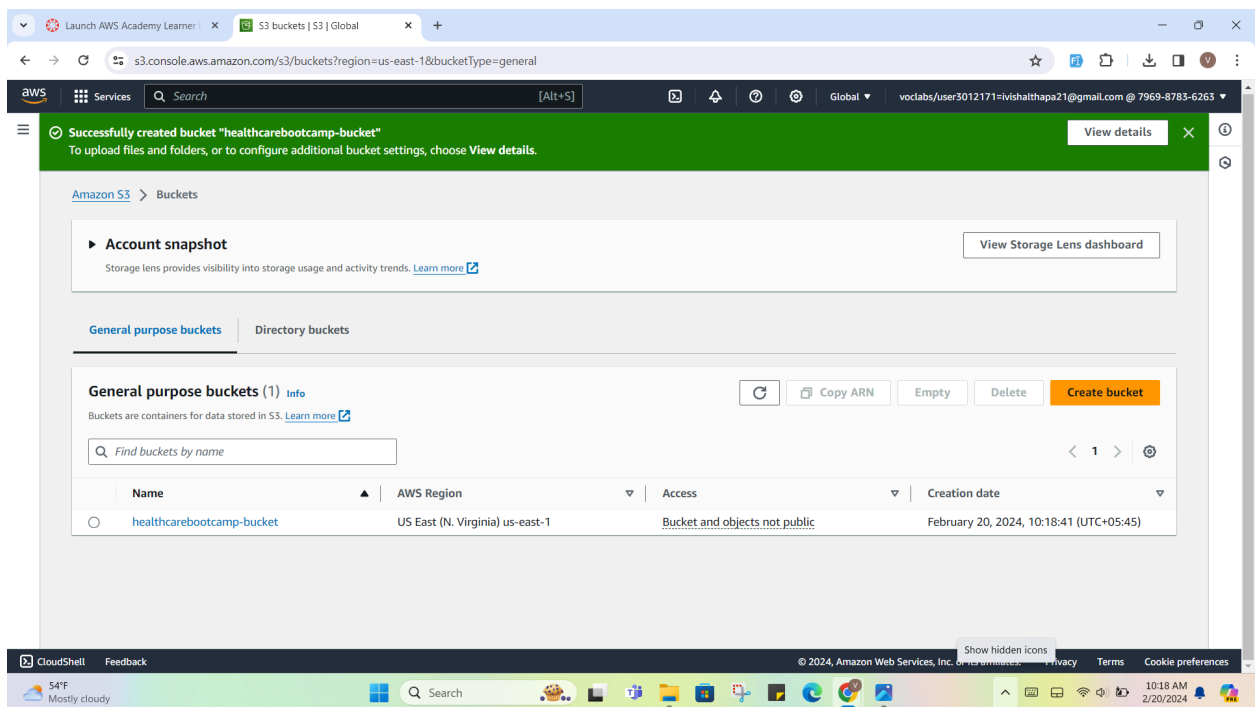 Launch AWS Academy Learner
S3 buckets | S3 | Global
s3.console.aws.amazon.com/s3/buckets?region=us-east-1&bucketType=general
V
aws
Services
Search
[Alt+S]
Global
voclabs/user3012171=ivishalthapa21@gmail.com @ 7969-8783-6263
Successfully created bucket "healthcarebootcamp-bucket"
To upload files and folders, or to configure additional bucket settings, choose View details.
View details
Amazon S3 > Buckets
Account snapshot
View Storage Lens dashboard
Storage lens provides visibility into storage usage and activity trends. Learn more
General purpose buckets
Directory buckets
General purpose buckets (1) Info
Copy ARN
Empty
Delete
Create bucket
Buckets are containers for data stored in S3. Learn more
Find buckets by name
1
Name
AWS Region
Access
Creation date
healthcarebootcamp-bucket
US East (N. Virginia) us-east-1
Bucket and objects not public
February 20, 2024, 10:18:41 (UTC+05:45)
Show hidden icons
CloudShell
Feedback
© 2024, Amazon Web Services, Inc. or its affiliates.
Privacy
Terms
Cookie preferences
54°F
Mostly cloudy
Search
10:18 AM
2/20/2024
PRE